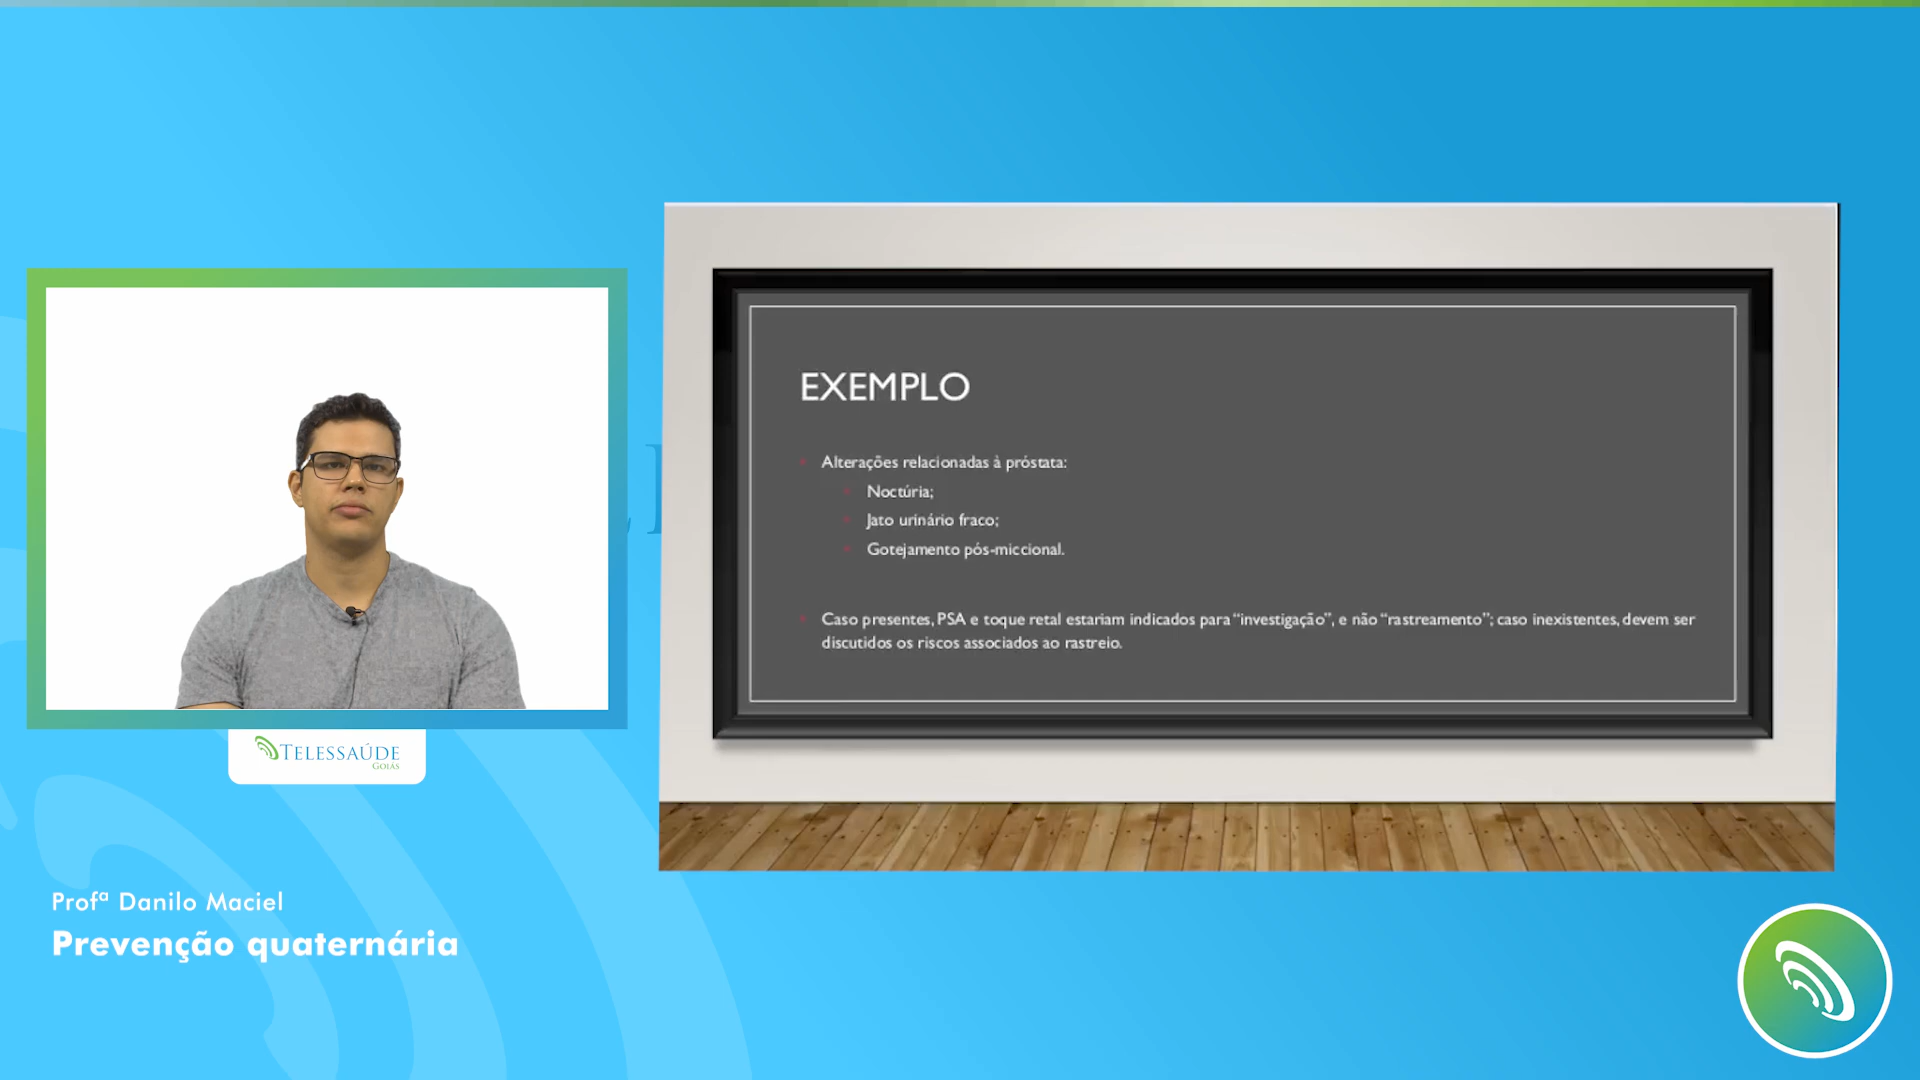 EXEMPLO
Alterações relacionadas à próstata:
Noctúria;
Jato urinário fraco;
Gotejamento pós-miccional.
Caso presentes, PSA e toque retal estariam indicados para “investigação”, e não “rastreamento”; caso inexistentes, devem ser
discutidos os riscos associados ao rastreio.
TELESSAÚDE
GOIÁS
Profª Danilo Maciel
Prevenção quaternária